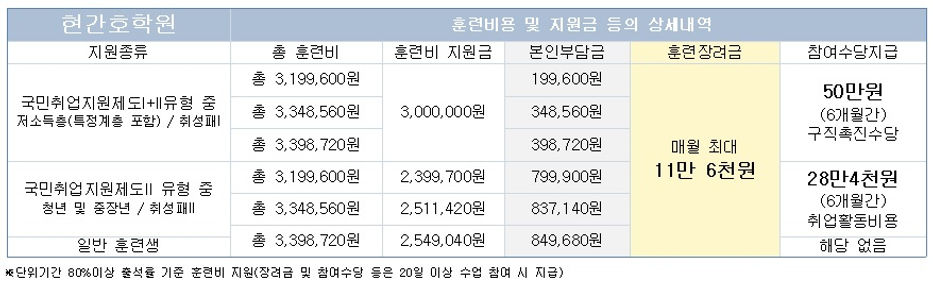 현간호학원 훈련비용 및 지원금 등의 상세내역
지원종류 총 훈련비 훈련비 지원금 본인부담금 훈련장려금 참여수당지급
국민취업지원제도I+II유형 중
저소득층(특정계층 포함) / 취성패I
총 3,199,600원 199,600원
총 3,348,560원 3,000,000원 348,560원
총 3,398,720원 398,720원
50만원
(6개월간)
구직촉진수당
매월 최대
11만 6천원
국민취업지원제도II 유형 중
청년 및 중장년 / 취성패II
총 3,199,600원 2,399,700원 799,900원
총 3,348,560원 2,511,420원 837,140원
28만4천원
(6개월간)
취업활동비용
일반 훈련생 총 3,398,720원 2,549,040원 849,680원 해당 없음
※단위기간 80%이상 출석율 기준 훈련비 지원(장려금 및 참여수당 등은 20일 이상 수업 참여 시 지급)